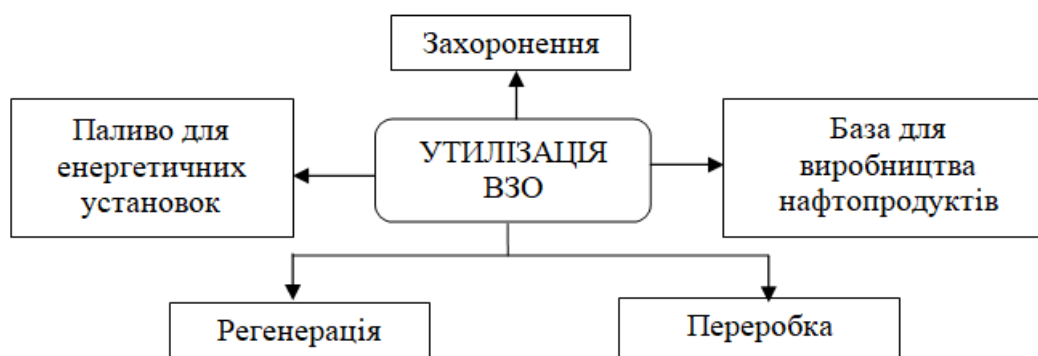 Захоронення
Паливо для
енергетичних
установок
УТИЛІЗАЦІЯ
ВЗО
База для
виробництва
нафтопродуктів
Регенерація
Переробка